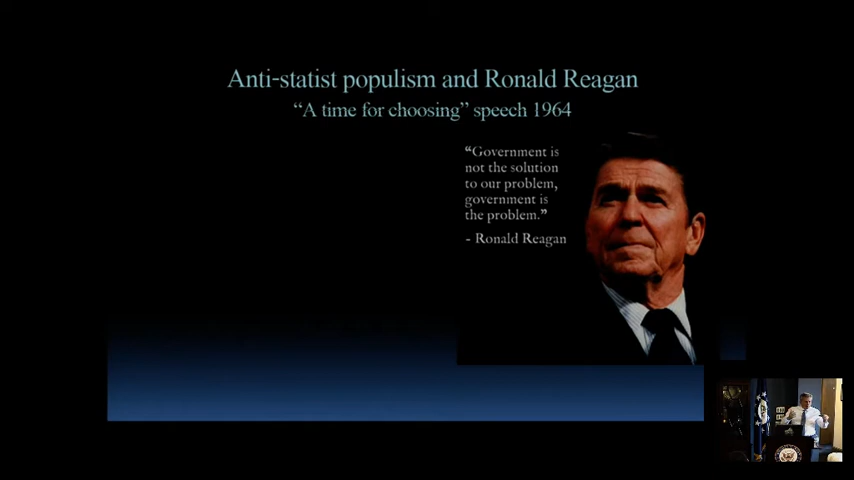 Anti-statist populism and Ronald Reagan
“A time for choosing” speech 1964
“Government is
not the solution
to our problem,
government is
the problem.”
- Ronald Reagan